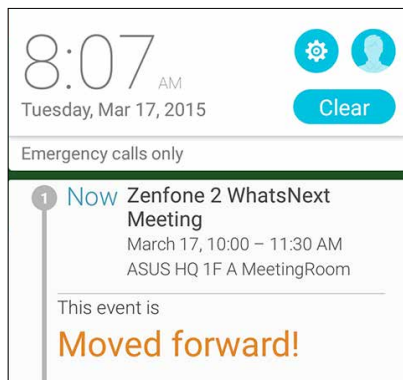 8:07 AM
Tuesday, Mar 17, 2015
Clear
Emergency calls only
1 Now Zenfone 2 WhatsNext
Meeting
March 17, 10:00 – 11:30 AM
ASUS HQ 1F A MeetingRoom
This event is
Moved forward!